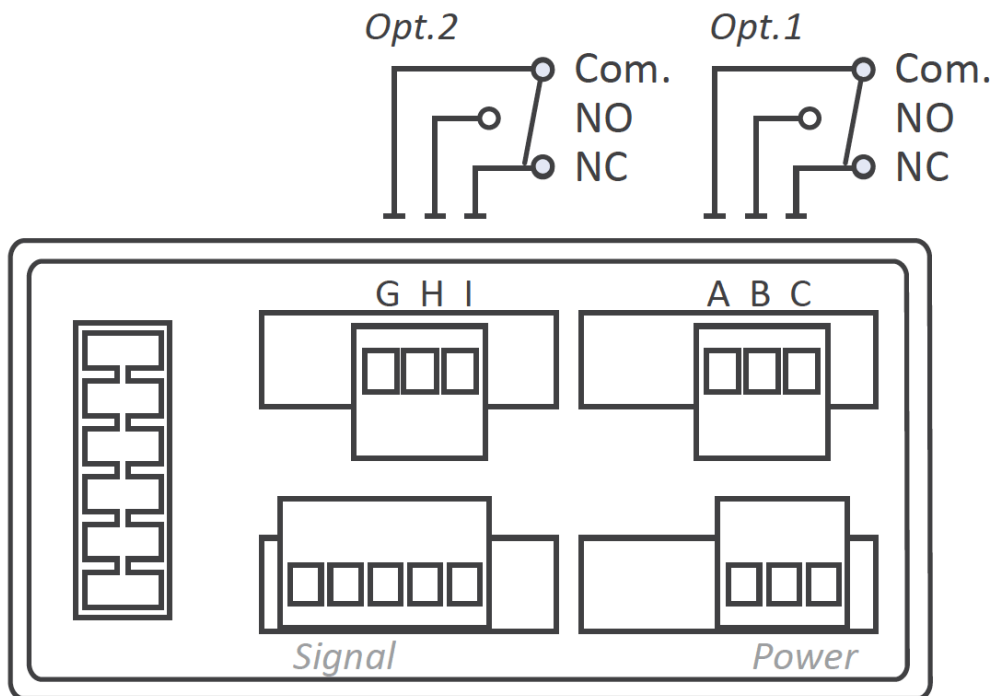 Opt.2 Opt.1
Com. Com.
NO NO
NC NC
G H I A B C
Signal Power